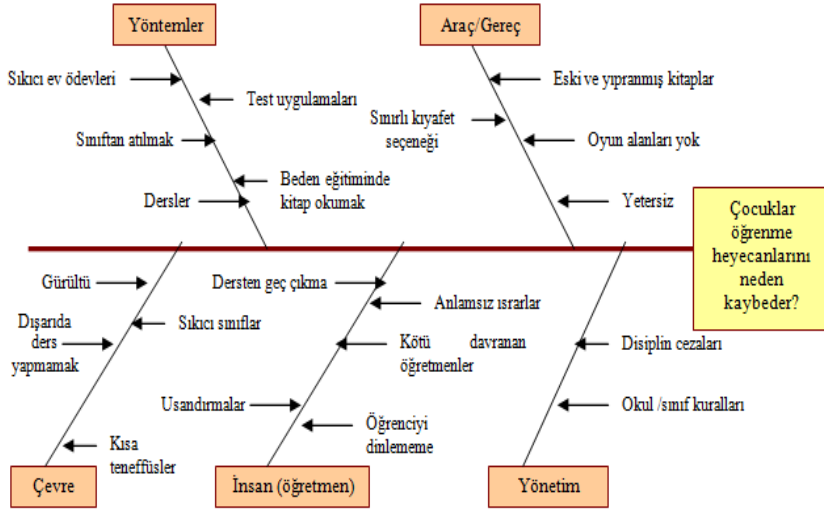 Yöntemler
Araç/Gereç
Sıkıcı ev ödevleri
Test uygulamaları
Sınıftan atılmak
Beden eğitiminde
kitap okumak
Dersler
Eski ve yıpranmış kitaplar
Sınırlı kıyafet
seçeneği
Oyun alanları yok
Yetersiz
Çocuklar
öğrenme
heyecanlarını
neden
kaybeder?
Gürültü
Sıkıcı sınıflar
Dışarıda
ders
yapmamak
Kısa
teneffüsler
Dersten geç çıkma
Anlamsız ısrarlar
Kötü davranan
öğretmenler
Usandırmalar
Öğrenciyi
dinlememe
Disiplin cezaları
Okul /sınıf kuralları
Çevre
İnsan (öğretmen)
Yönetim